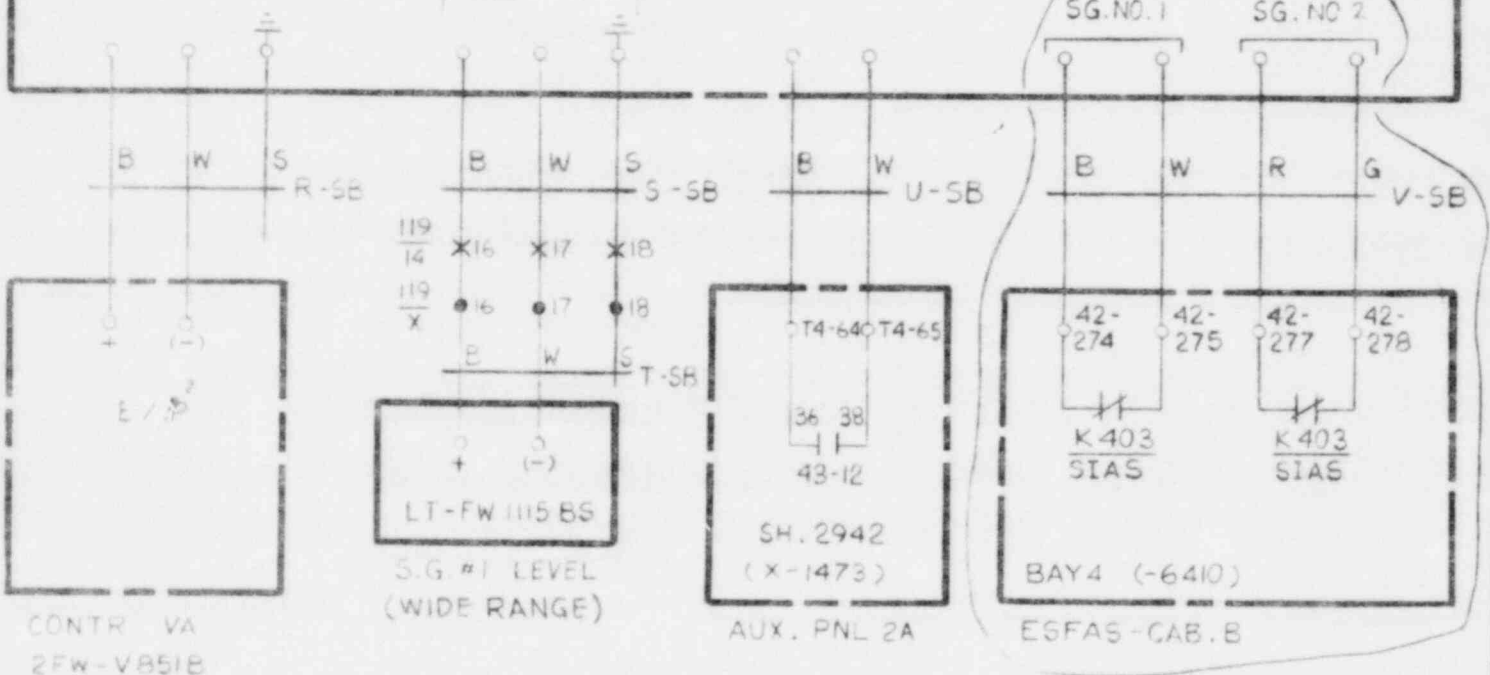 SG. NO. 1 SG. NO 2
B W S R-SB
B W S S-SB
B W U-SB
B W R G V-SB
119
14
16 17 18
119
X
16 17 18
B W S T-SB
+ (-)
E /
CONTR VA
2FW-V851B
+ (-)
LT-FW 1115 BS
S.G. #1 LEVEL
(WIDE RANGE)
T4-64 T4-65
36 38
43-12
SH. 2942
(X-1473)
AUX. PNL 2A
42-274 42-275 42-277 42-278
K403 K403
SIAS SIAS
BAY4 (-6410)
ESFAS-CAB.B